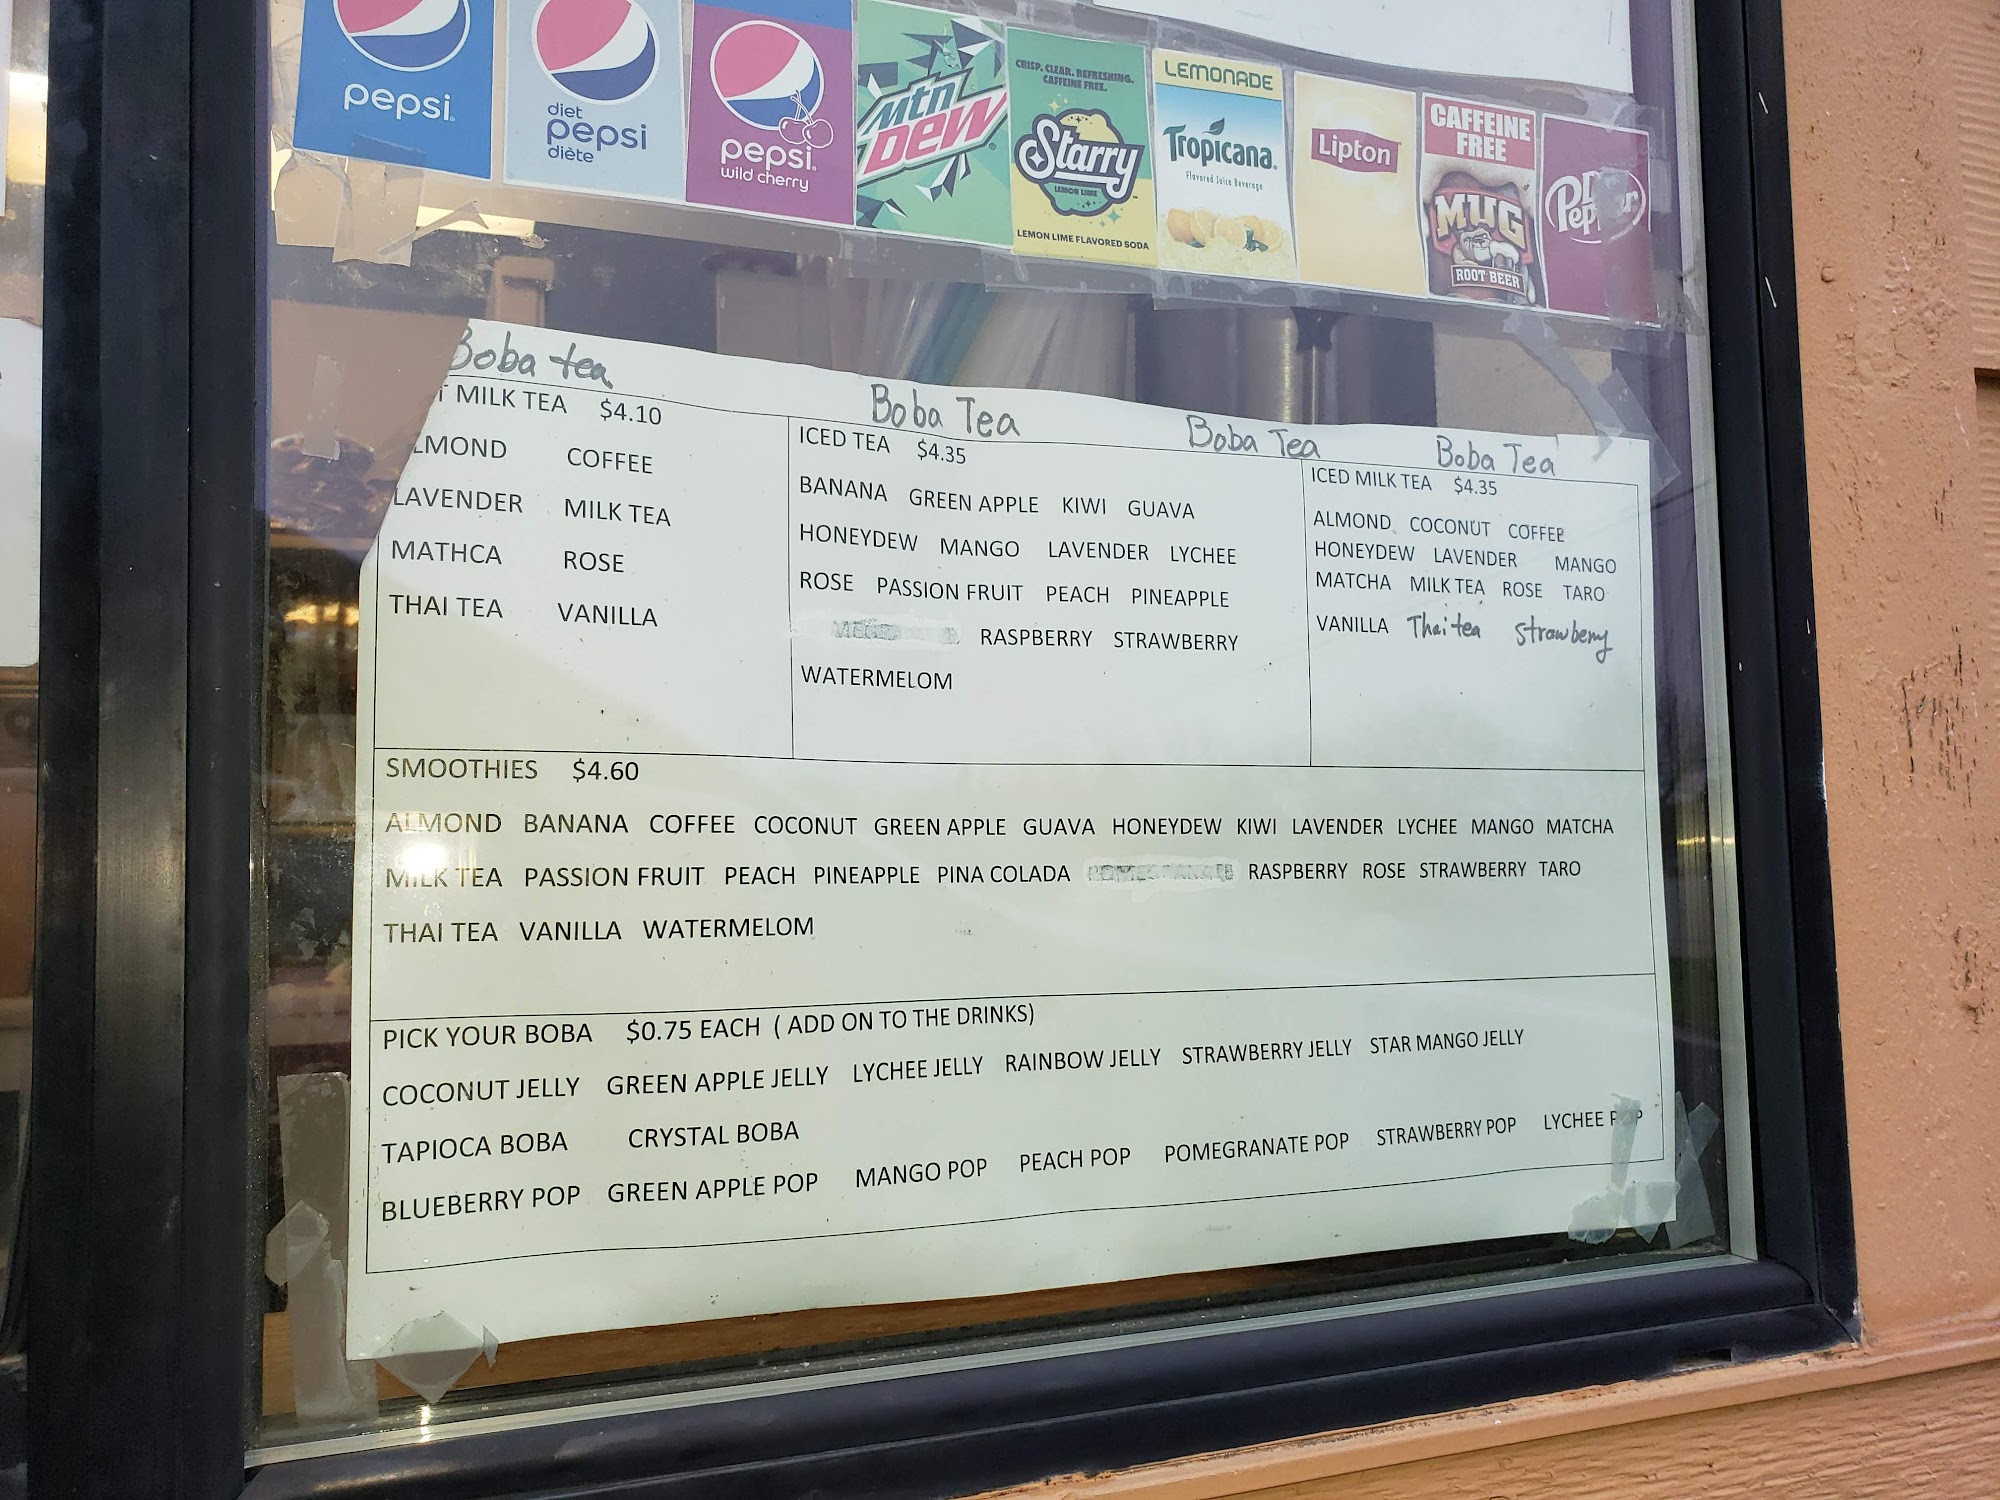 pepsi
diet
pepsi
diète
pepsi
wild cherry
Mtn
DEW
CRISP. CLEAR. REFRESHING.
CAFFEINE FREE.
Starry
LEMON LIME
LEMON LIME FLAVORED SODA
LEMONADE
Tropicana
Flavored Juice Beverage
Lipton
CAFFEINE
FREE
MUG
ROOT BEER
Dr
Pepper
Boba tea
T MILK TEA $4.10
LMOND COFFEE
LAVENDER MILK TEA
MATHCA ROSE
THAI TEA VANILLA
Boba Tea
ICED TEA $4.35
BANANA GREEN APPLE KIWI GUAVA
HONEYDEW MANGO LAVENDER LYCHEE
ROSE PASSION FRUIT PEACH PINEAPPLE
RASPBERRY STRAWBERRY
WATERMELOM
Boba Tea
Boba Tea
ICED MILK TEA $4.35
ALMOND COCONUT COFFEE
HONEYDEW LAVENDER MANGO
MATCHA MILK TEA ROSE TARO
VANILLA Thai tea Strawberry
SMOOTHIES $4.60
ALMOND BANANA COFFEE COCONUT GREEN APPLE GUAVA HONEYDEW KIWI LAVENDER LYCHEE MANGO MATCHA
MILK TEA PASSION FRUIT PEACH PINEAPPLE PINA COLADA RASPBERRY ROSE STRAWBERRY TARO
THAI TEA VANILLA WATERMELOM
PICK YOUR BOBA $0.75 EACH ( ADD ON TO THE DRINKS)
COCONUT JELLY GREEN APPLE JELLY LYCHEE JELLY RAINBOW JELLY STRAWBERRY JELLY STAR MANGO JELLY
TAPIOCA BOBA CRYSTAL BOBA
BLUEBERRY POP GREEN APPLE POP MANGO POP PEACH POP POMEGRANATE POP STRAWBERRY POP LYCHEE POP